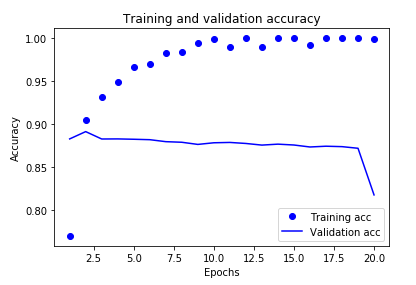 Training and validation accuracy
Accuracy
1.00
0.95
0.90
0.85
0.80
Training acc
Validation acc
2.5 5.0 7.5 10.0 12.5 15.0 17.5 20.0
Epochs